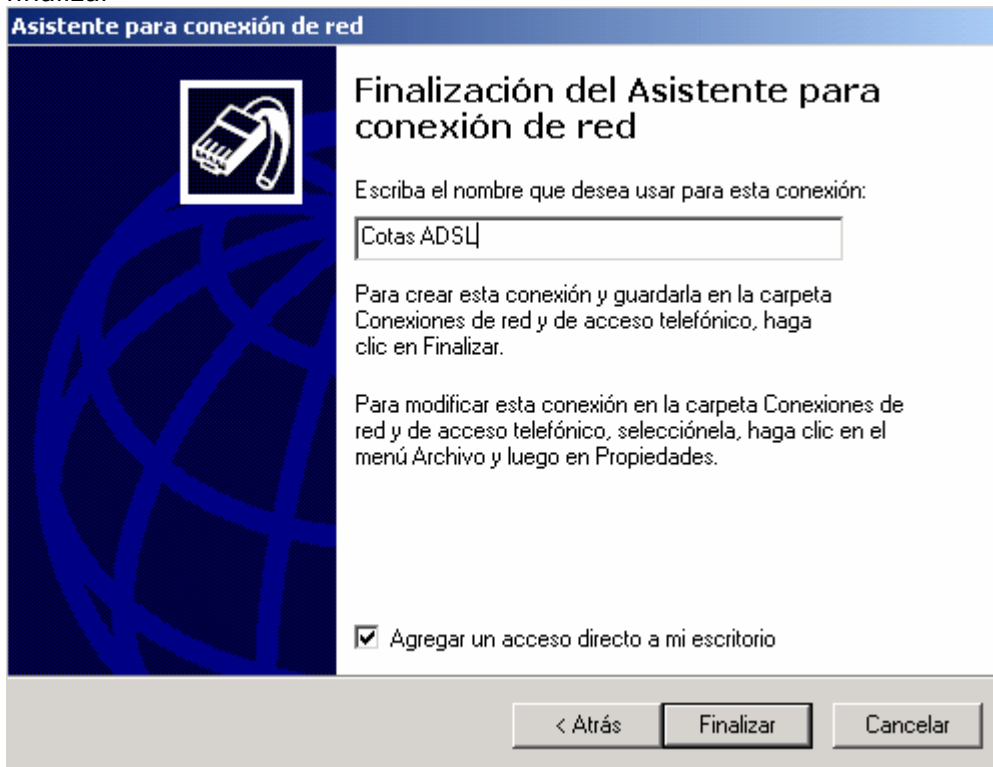 finalizar
Asistente para conexión de red
Finalización del Asistente para
conexión de red
Escriba el nombre que desea usar para esta conexión:
Cotas ADSL
Para crear esta conexión y guardarla en la carpeta
Conexiones de red y de acceso telefónico, haga
clic en Finalizar.
Para modificar esta conexión en la carpeta Conexiones de
red y de acceso telefónico, selecciónela, haga clic en el
menú Archivo y luego en Propiedades.
Agregar un acceso directo a mi escritorio
< Atrás
Finalizar
Cancelar